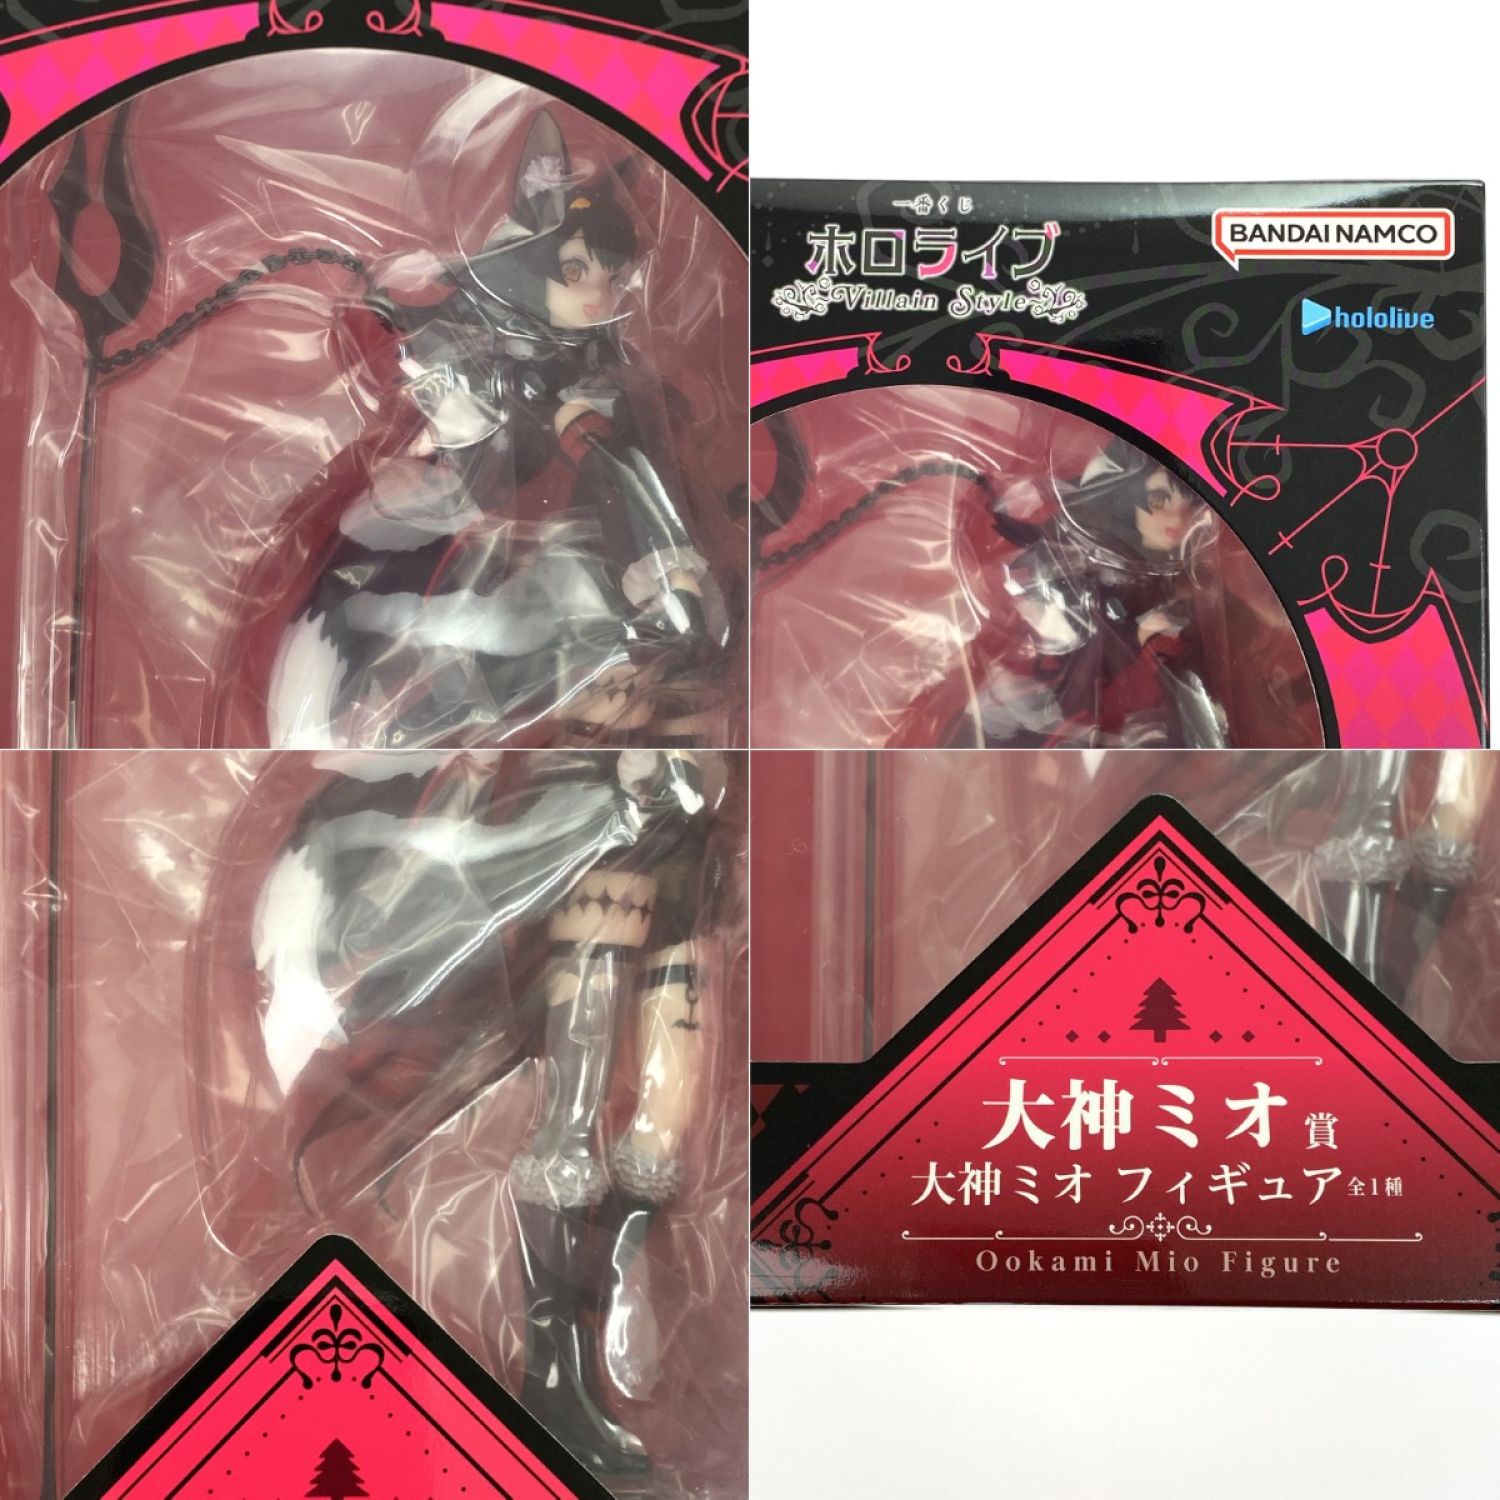 一番くじ
ホロライブ
Villain Style
BANDAI NAMCO
hololive
大神ミオ賞
大神ミオ フィギュア全1種
Ookami Mio Figure